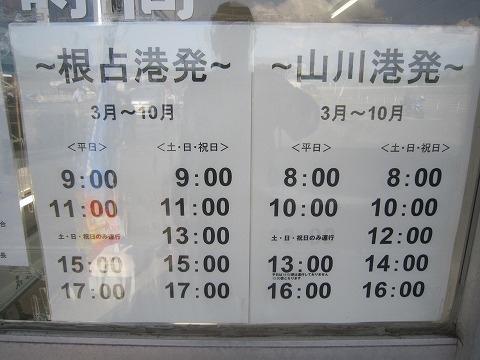 時間
~根占港発~
3月~10月
<平日> <土・日・祝日>
9:00 9:00
11:00 11:00
土・日・祝日のみ運行 13:00
15:00 15:00
17:00 17:00
~山川港発~
3月~10月
<平日> <土・日・祝日>
8:00 8:00
10:00 10:00
土・日・祝日のみ運行 12:00
13:00 14:00
16:00 16:00
台
長